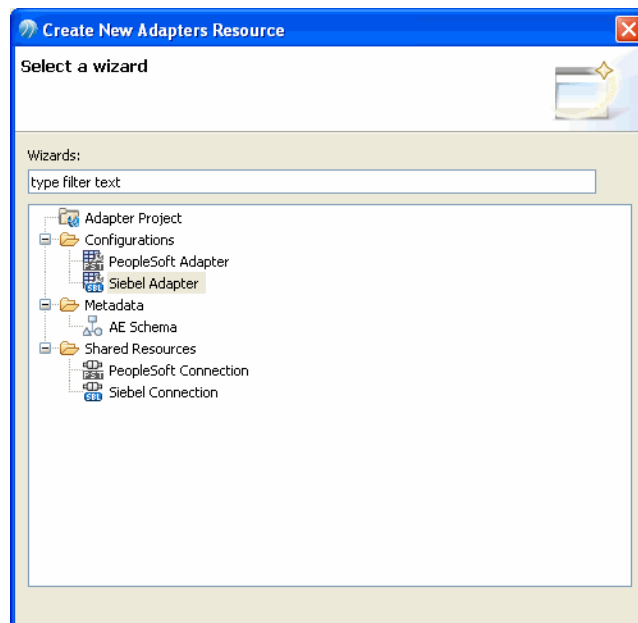 Create New Adapters Resource
Select a wizard
Wizards:
type filter text
Adapter Project
Configurations
PeopleSoft Adapter
Siebel Adapter
Metadata
AE Schema
Shared Resources
PeopleSoft Connection
Siebel Connection